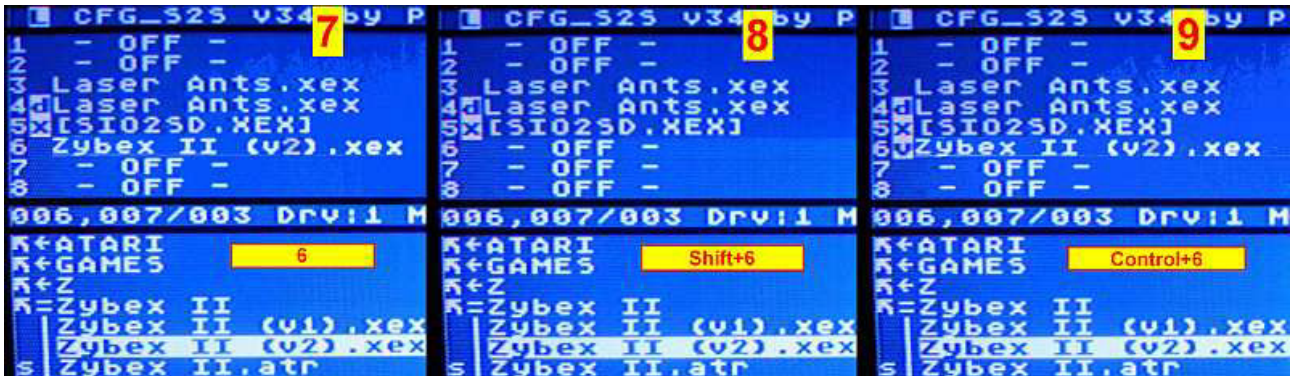 CFG_S2S V34 by P
7
1 - OFF -
2 - OFF -
3 Laser Ants.xex
4 d Laser Ants.xex
5 x [SIO2SD.XEX]
6 Zybex II (v2).xex
7 - OFF -
8 - OFF -
006,007/003 Drv:1 M
↖←ATARI
6
↖←GAMES
↖←Z
↖=Zybex II
Zybex II (v1).xex
Zybex II (v2).xex
s Zybex II.atr
CFG_S2S V34 by P
8
1 - OFF -
2 - OFF -
3 Laser Ants.xex
4 d Laser Ants.xex
5 x [SIO2SD.XEX]
7 - OFF -
8 - OFF -
006,007/003 Drv:1 M
↖←ATARI
Shift+6
↖←GAMES
↖←Z
↖=Zybex II
Zybex II (v1).xex
Zybex II (v2).xex
s Zybex II.atr
CFG_S2S V34 by P
9
1 - OFF -
2 - OFF -
3 Laser Ants.xex
4 d Laser Ants.xex
5 x [SIO2SD.XEX]
6 v Zybex II (v2).xex
7 - OFF -
8 - OFF -
006,007/003 Drv:1 M
↖←ATARI
Control+6
↖←GAMES
↖←Z
↖=Zybex II
Zybex II (v1).xex
Zybex II (v2).xex
s Zybex II.atr